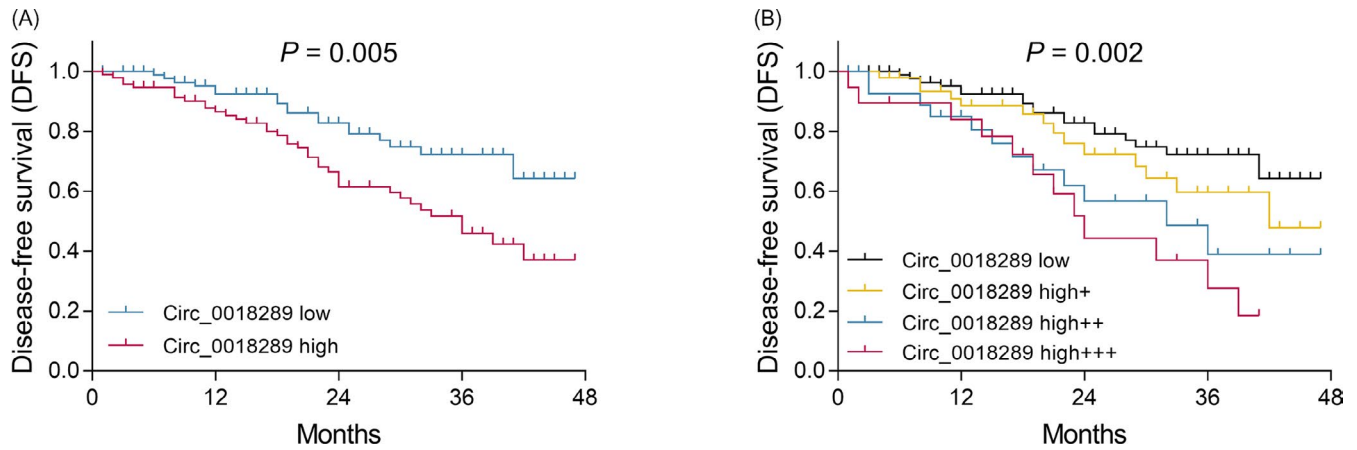 (A)
P = 0.005
Disease-free survival (DFS)
1.0
0.8
0.6
0.4
0.2
0.0
Circ_0018289 low
Circ_0018289 high
0 12 24 36 48
Months
(B)
P = 0.002
Disease-free survival (DFS)
1.0
0.8
0.6
0.4
0.2
0.0
Circ_0018289 low
Circ_0018289 high+
Circ_0018289 high++
Circ_0018289 high+++
0 12 24 36 48
Months